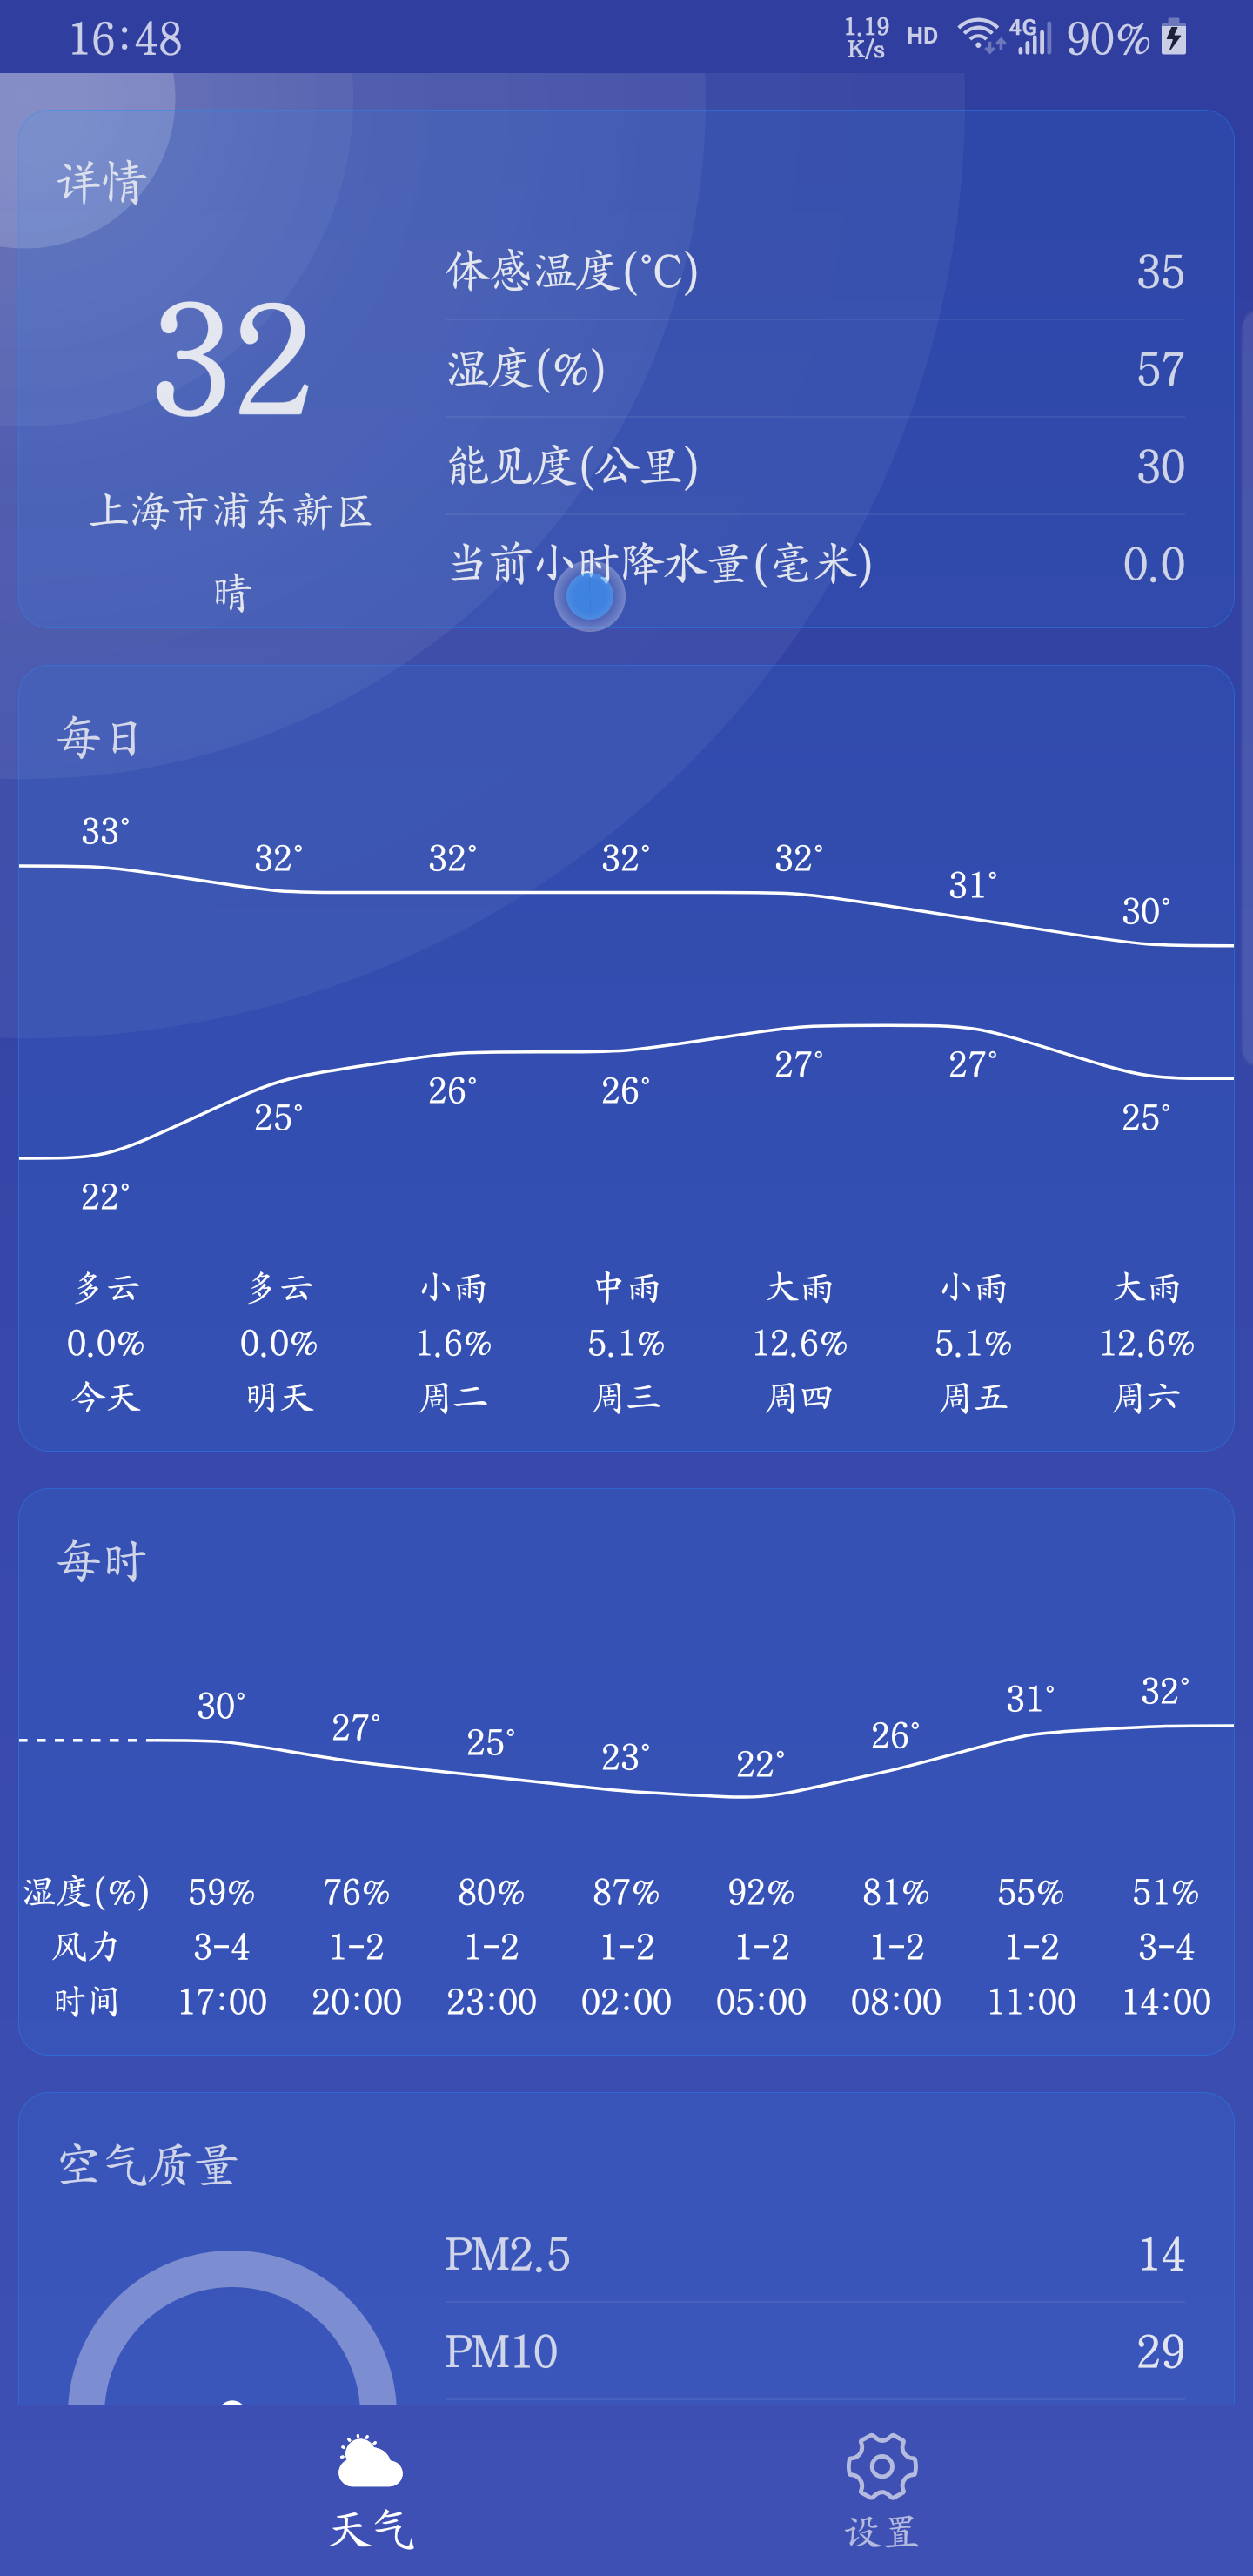 16:48 1.19 K/s HD 4G 90%
详情
32
上海市浦东新区
晴
体感温度(°C) 35
湿度(%) 57
能见度(公里) 30
当前小时降水量(毫米) 0.0
每日
33° 32° 32° 32° 32° 31° 30°
22° 25° 26° 26° 27° 27° 25°
多云 多云 小雨 中雨 大雨 小雨 大雨
0.0% 0.0% 1.6% 5.1% 12.6% 5.1% 12.6%
今天 明天 周二 周三 周四 周五 周六
每时
30° 27° 25° 23° 22° 26° 31° 32°
湿度(%) 59% 76% 80% 87% 92% 81% 55% 51%
风力 3-4 1-2 1-2 1-2 1-2 1-2 1-2 3-4
时间 17:00 20:00 23:00 02:00 05:00 08:00 11:00 14:00
空气质量
PM2.5 14
PM10 29
天气 设置